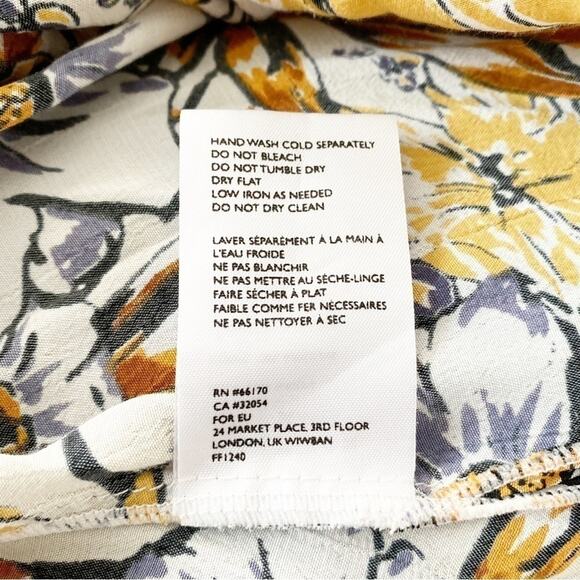 HAND WASH COLD SEPARATELY
DO NOT BLEACH
DO NOT TUMBLE DRY
DRY FLAT
LOW IRON AS NEEDED
DO NOT DRY CLEAN
LAVER SÉPARÉMENT À LA MAIN À
L'EAU FROIDE
NE PAS BLANCHIR
NE PAS METTRE AU SÈCHE-LINGE
FAIRE SÉCHER À PLAT
FAIBLE COMME FER NÉCESSAIRES
NE PAS NETTOYER À SEC
RN #66170
CA #32054
FOR EU
24 MARKET PLACE, 3RD FLOOR
LONDON, UK W1W8AN
FF1240